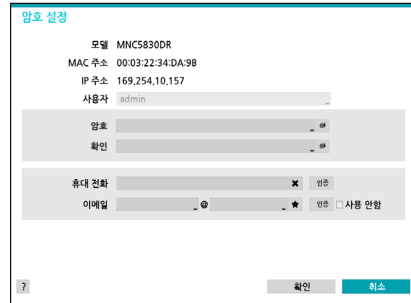 암호 설정
모델 MNC5830DR
MAC 주소 00:03:22:34:DA:9B
IP 주소 169.254.10.157
사용자 admin
암호
확인
휴대 전화 인증
이메일 @ 인증 사용 안함
? 확인 취소